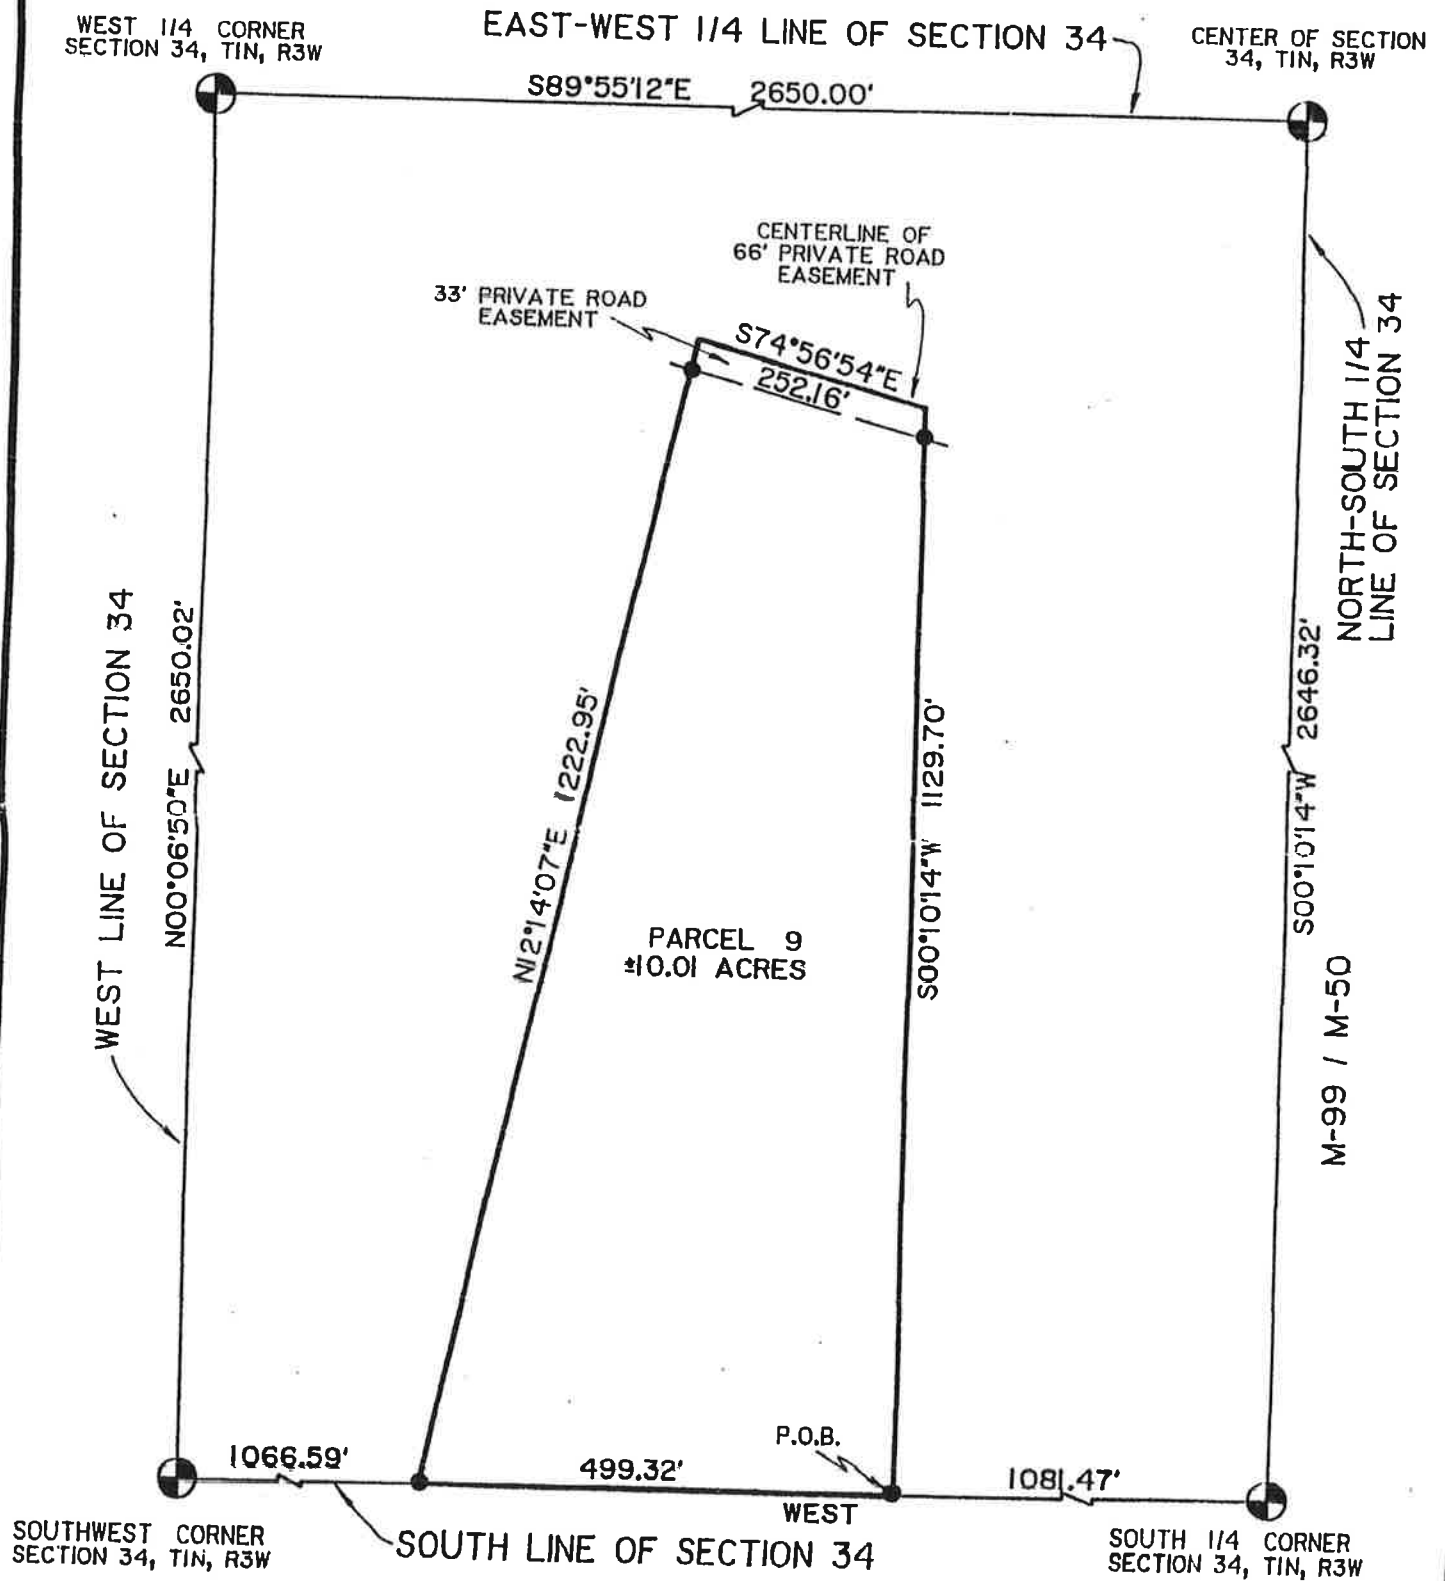 WEST 1/4 CORNER
SECTION 34, T1N, R3W
EAST-WEST 1/4 LINE OF SECTION 34
CENTER OF SECTION
34, T1N, R3W
S89°55'12"E 2650.00'
CENTERLINE OF
66' PRIVATE ROAD
EASEMENT
33' PRIVATE ROAD
EASEMENT
S74°56'54"E
252.16'
NORTH-SOUTH 1/4
LINE OF SECTION 34
WEST LINE OF SECTION 34
N00°06'50"E 2650.02'
N12°14'07"E 1222.95'
S00°10'14"W 1129.70'
S00°10'14"W 2646.32'
PARCEL 9
±10.01 ACRES
M-99 / M-50
P.O.B.
1066.59'
499.32'
1081.47'
WEST
SOUTHWEST CORNER
SECTION 34, T1N, R3W
SOUTH LINE OF SECTION 34
SOUTH 1/4 CORNER
SECTION 34, T1N, R3W